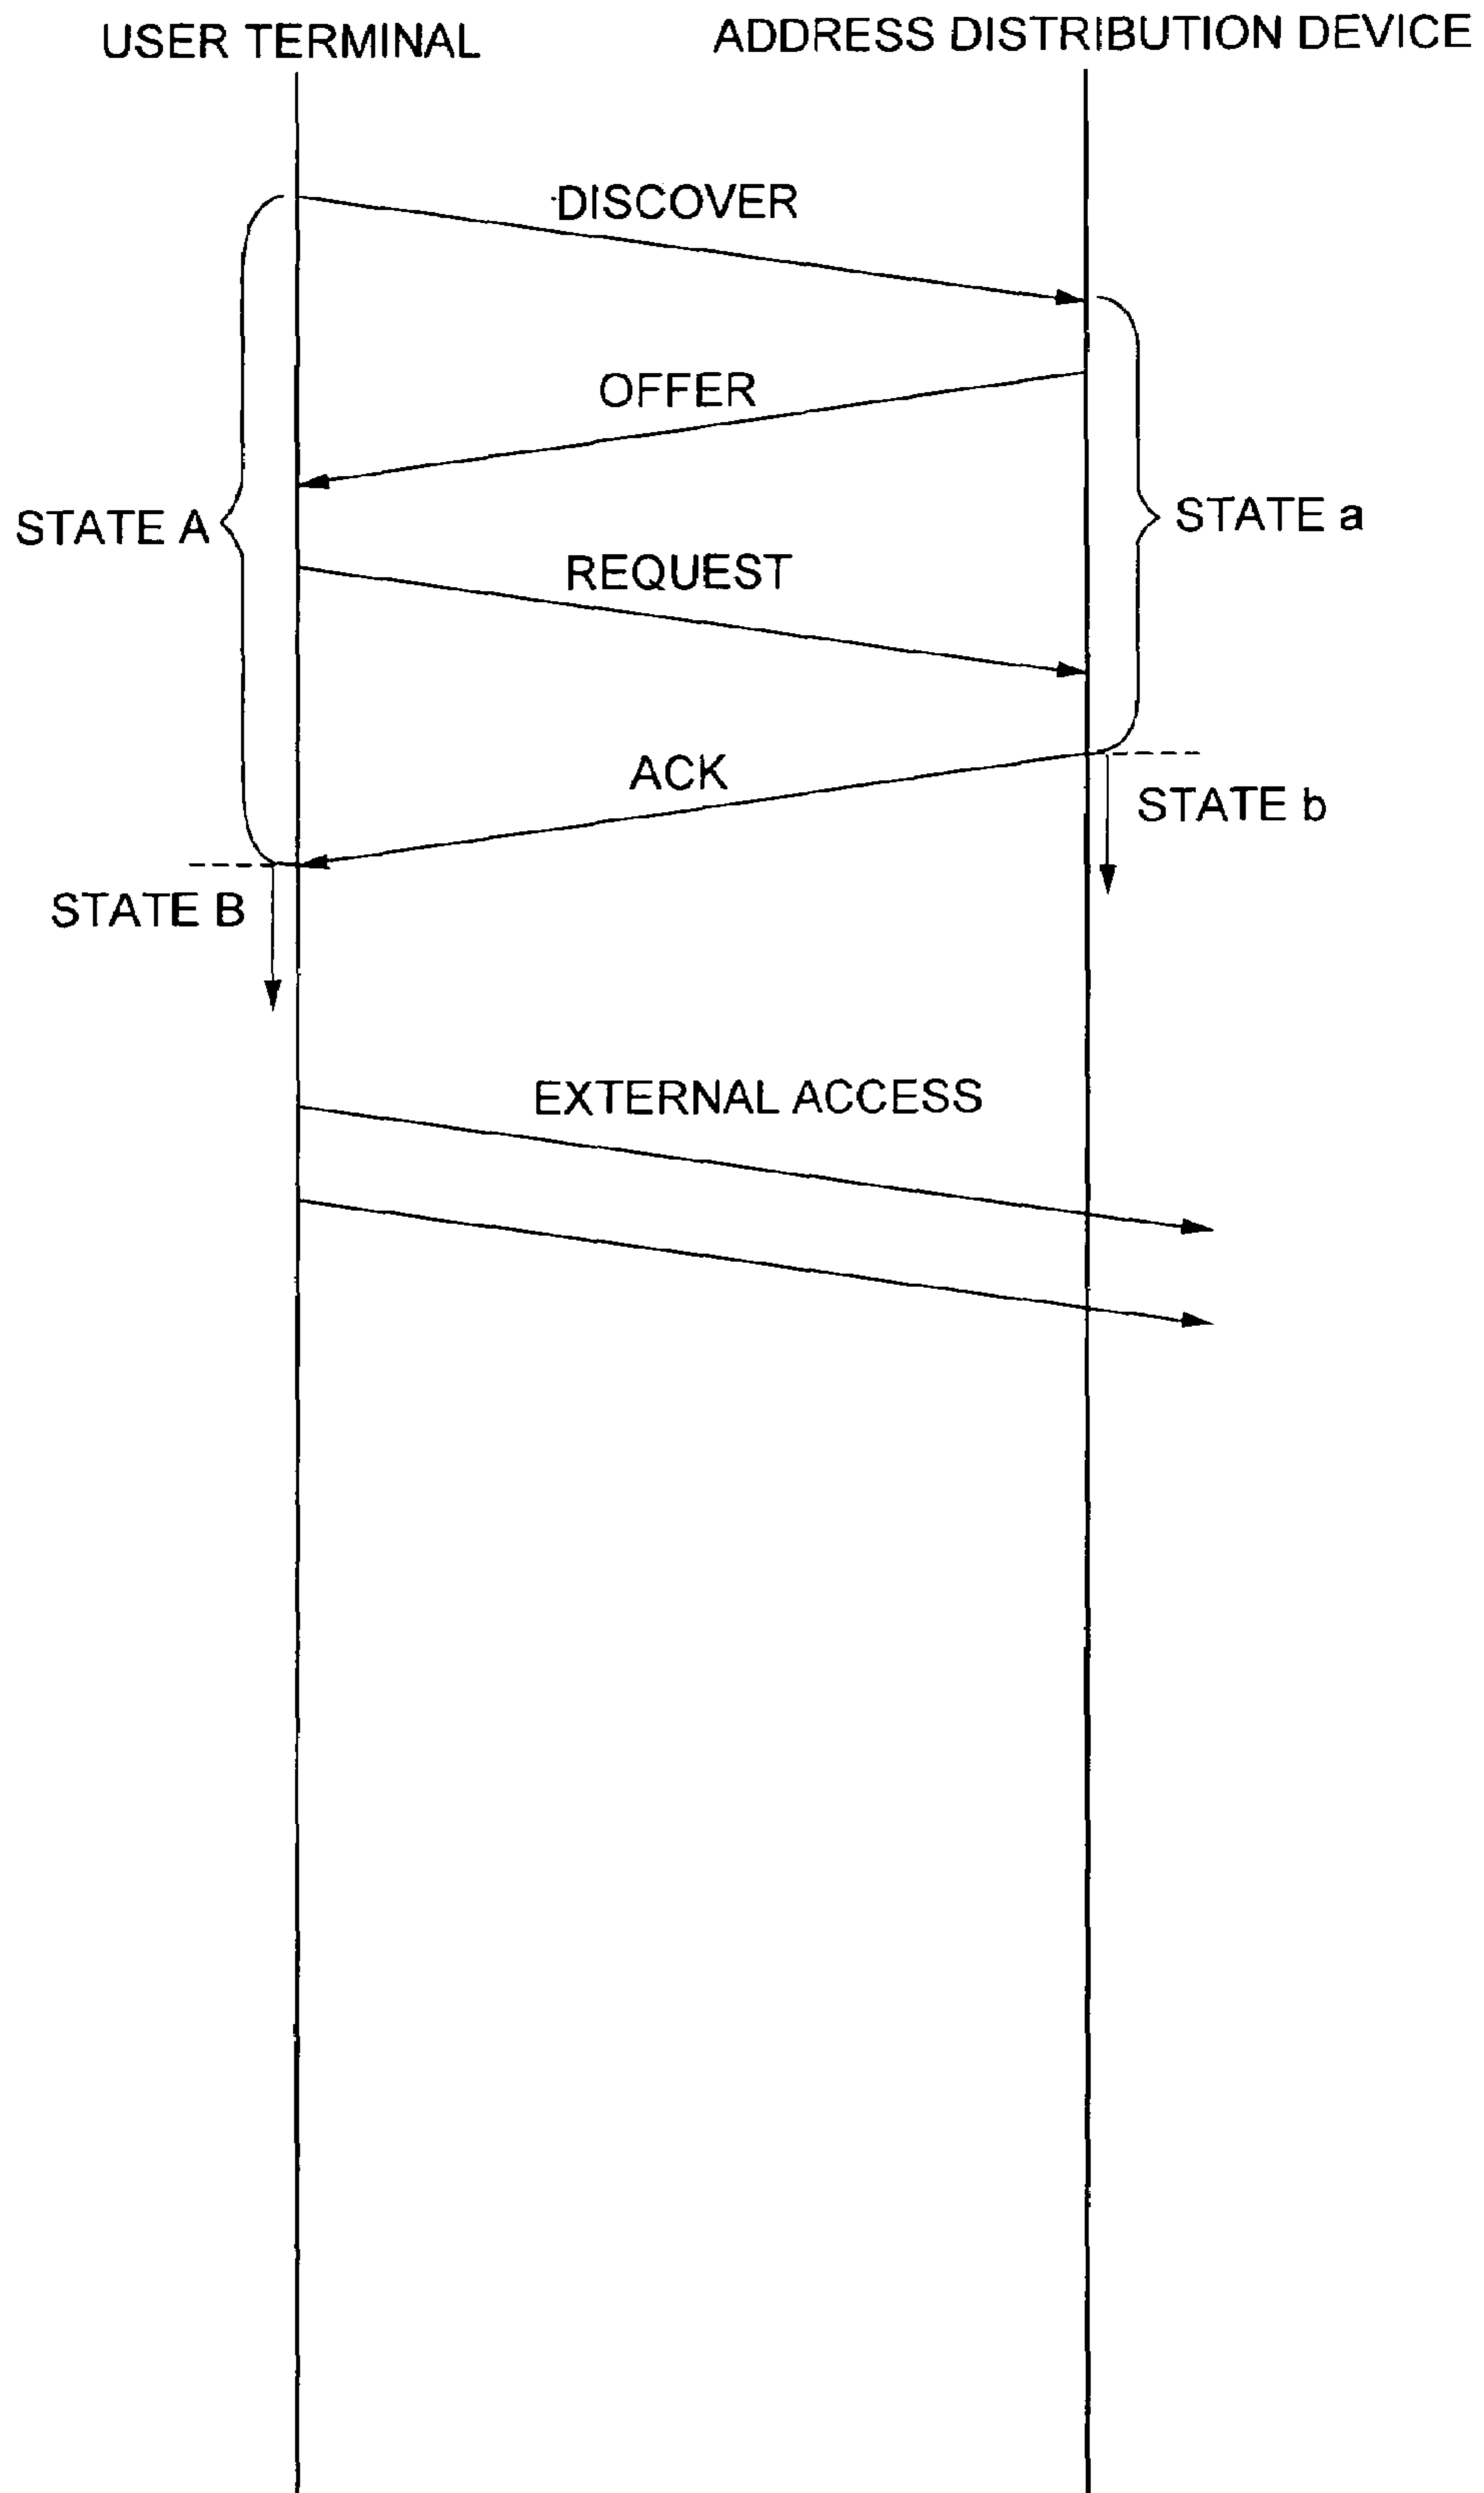 USER TERMINAL
ADDRESS DISTRIBUTION DEVICE
DISCOVER
OFFER
STATE A
STATE a
REQUEST
ACK
STATE b
STATE B
EXTERNAL ACCESS